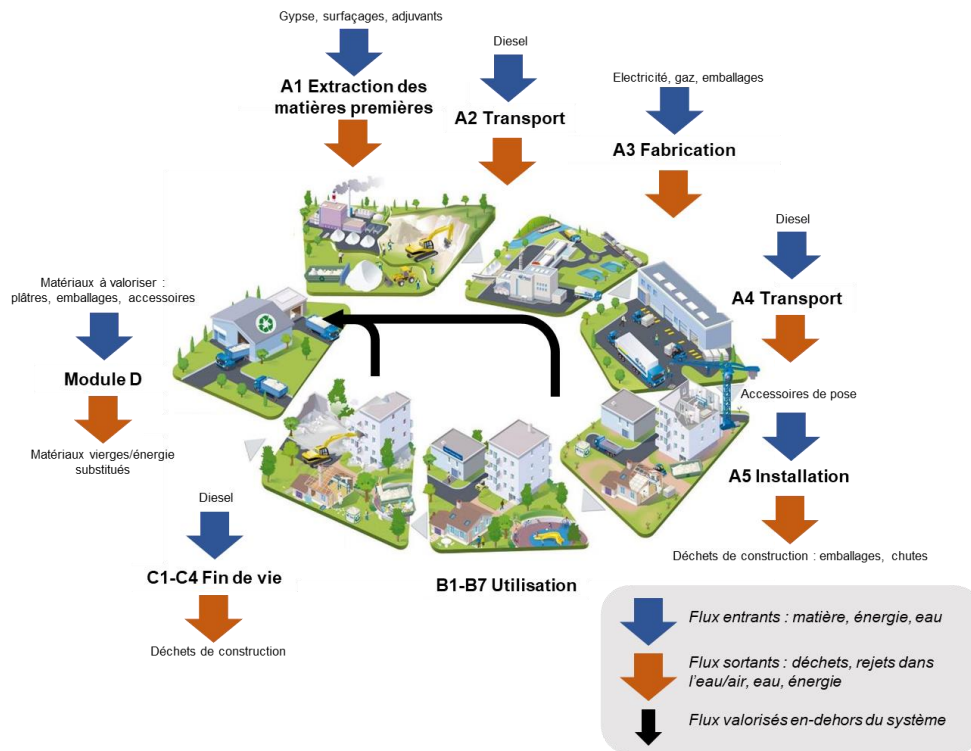 Gypse, surfaçages, adjuvants
A1 Extraction des
matières premières
Diesel
A2 Transport
Electricité, gaz, emballages
A3 Fabrication
Diesel
A4 Transport
Accessoires de pose
A5 Installation
Déchets de construction : emballages, chutes
B1-B7 Utilisation
Diesel
C1-C4 Fin de vie
Déchets de construction
Matériaux à valoriser :
plâtres, emballages, accessoires
Module D
Matériaux vierges/énergie
substitués
Flux entrants : matière, énergie, eau
Flux sortants : déchets, rejets dans
l'eau/air, eau, énergie
Flux valorisés en-dehors du système